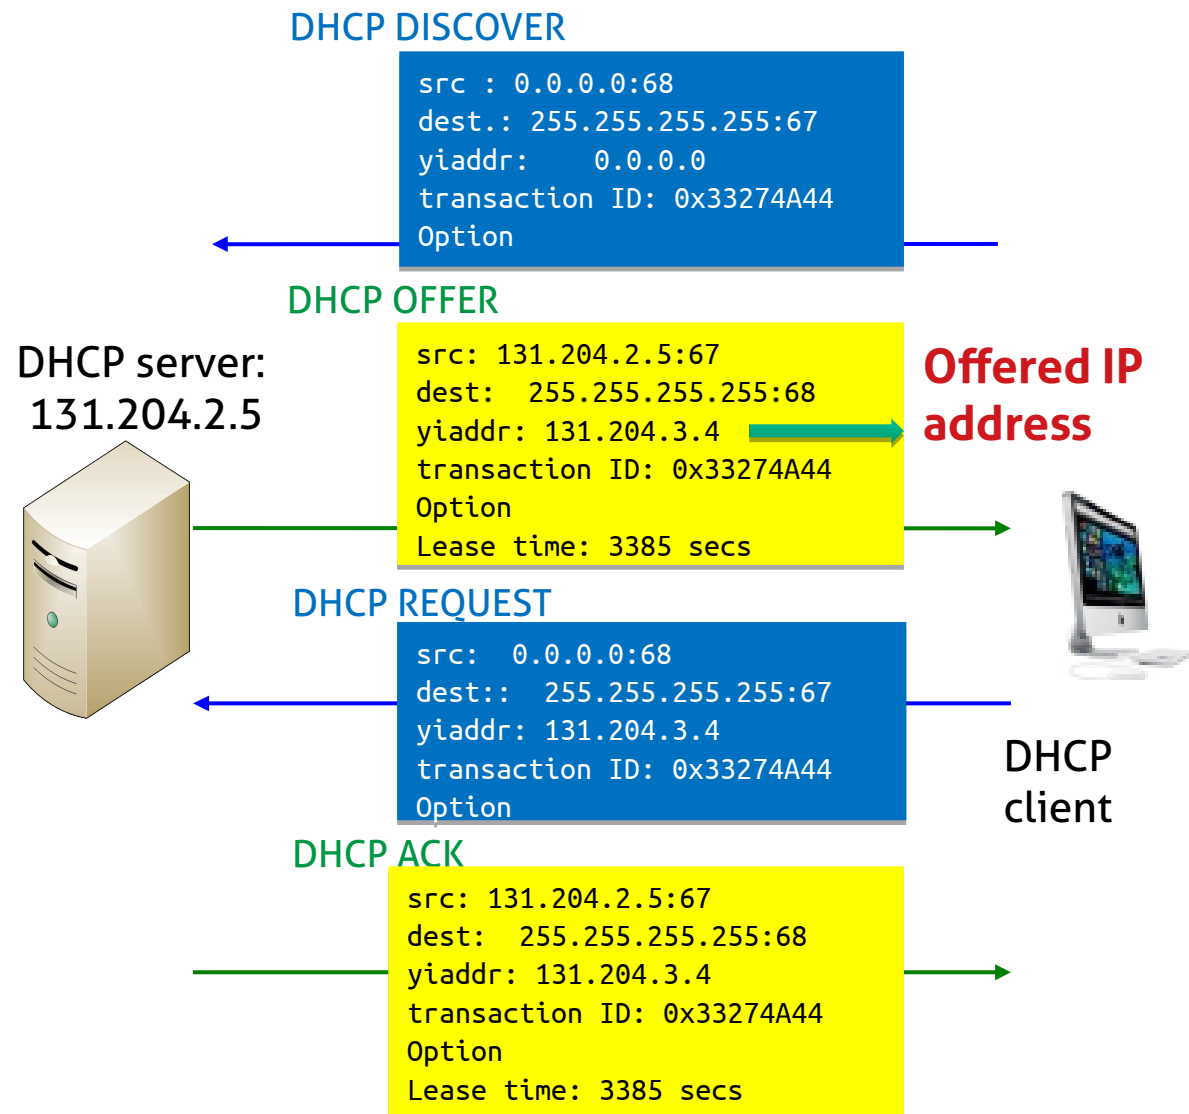 DHCP DISCOVER
src : 0.0.0.0:68
dest.: 255.255.255.255:67
yiaddr:    0.0.0.0
transaction ID: 0x33274A44
Option
DHCP OFFER
DHCP server:
131.204.2.5
src: 131.204.2.5:67
dest:  255.255.255.255:68
yiaddr: 131.204.3.4
transaction ID: 0x33274A44
Option
Lease time: 3385 secs
Offered IP
address
DHCP REQUEST
src:  0.0.0.0:68
dest::  255.255.255.255:67
yiaddr: 131.204.3.4
transaction ID: 0x33274A44
Option
DHCP
client
DHCP ACK
src: 131.204.2.5:67
dest:  255.255.255.255:68
yiaddr: 131.204.3.4
transaction ID: 0x33274A44
Option
Lease time: 3385 secs